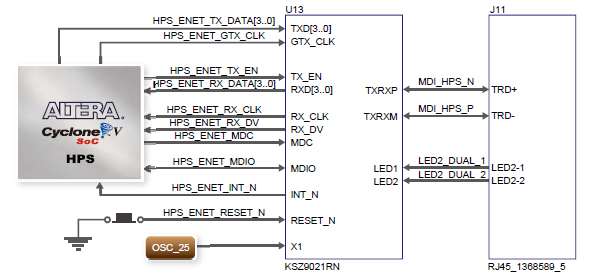 U13
J11
HPS_ENET_TX_DATA[3..0]
TXD[3..0]
HPS_ENET_GTX_CLK
GTX_CLK
HPS_ENET_TX_EN
TX_EN
HPS_ENET_RX_DATA[3..0]
RXD[3..0]
TXRXP
MDI_HPS_N
TRD+
ALTERA.
Cyclone V
SoC
HPS
HPS_ENET_RX_CLK
RX_CLK
TXRXM
MDI_HPS_P
TRD-
HPS_ENET_RX_DV
RX_DV
HPS_ENET_MDC
MDC
HPS_ENET_MDIO
MDIO
LED1
LED2_DUAL_1
LED2-1
LED2
LED2_DUAL_2
LED2-2
HPS_ENET_INT_N
INT_N
HPS_ENET_RESET_N
RESET_N
OSC_25
X1
KSZ9021RN
RJ45_1368589_5